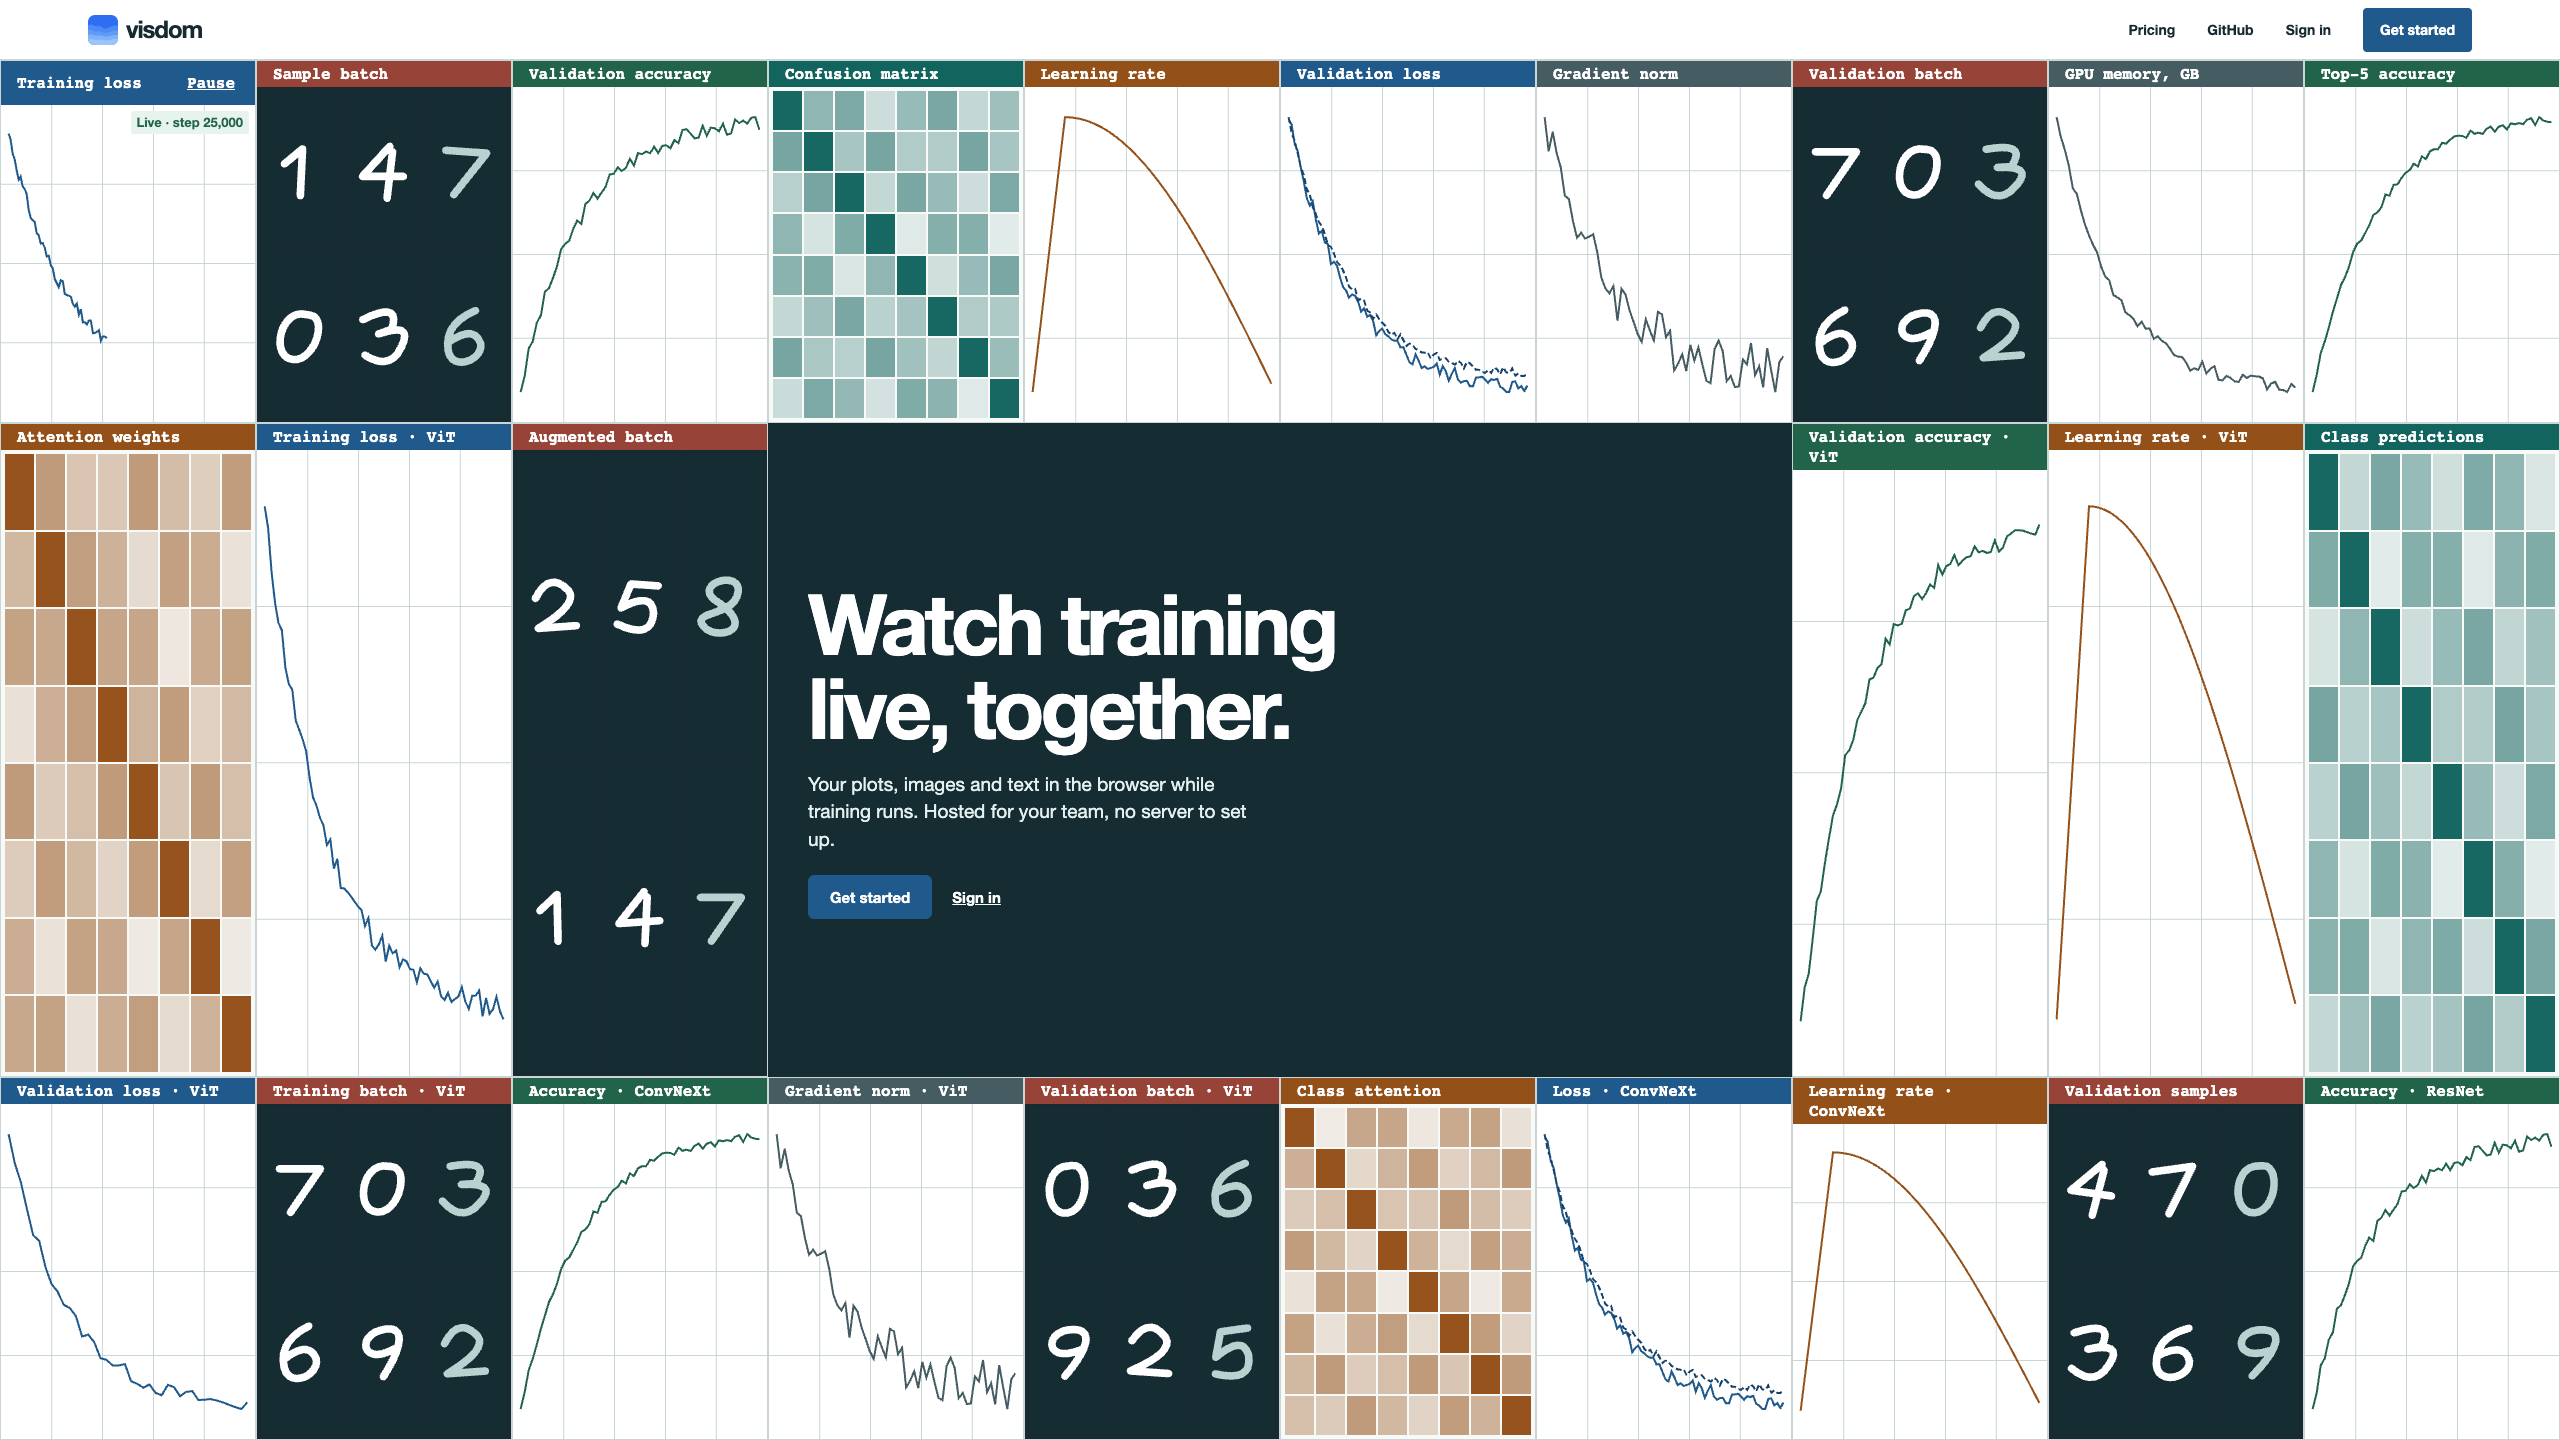 visdom
Pricing
GitHub
Sign in
Get started
Training loss
Pause
Live · step 25,000
Sample batch
1 4 7
0 3 6
Validation accuracy
Confusion matrix
Learning rate
Validation loss
Gradient norm
Validation batch
7 0 3
6 9 2
GPU memory, GB
Top-5 accuracy
Attention weights
Training loss · ViT
Augmented batch
2 5 8
1 4 7
Watch training
live, together.
Your plots, images and text in the browser while
training runs. Hosted for your team, no server to set
up.
Get started
Sign in
Validation accuracy ·
ViT
Learning rate · ViT
Class predictions
Validation loss · ViT
Training batch · ViT
7 0 3
6 9 2
Accuracy · ConvNeXt
Gradient norm · ViT
Validation batch · ViT
0 3 6
9 2 5
Class attention
Loss · ConvNeXt
Learning rate ·
ConvNeXt
Validation samples
4 7 0
3 6 9
Accuracy · ResNet